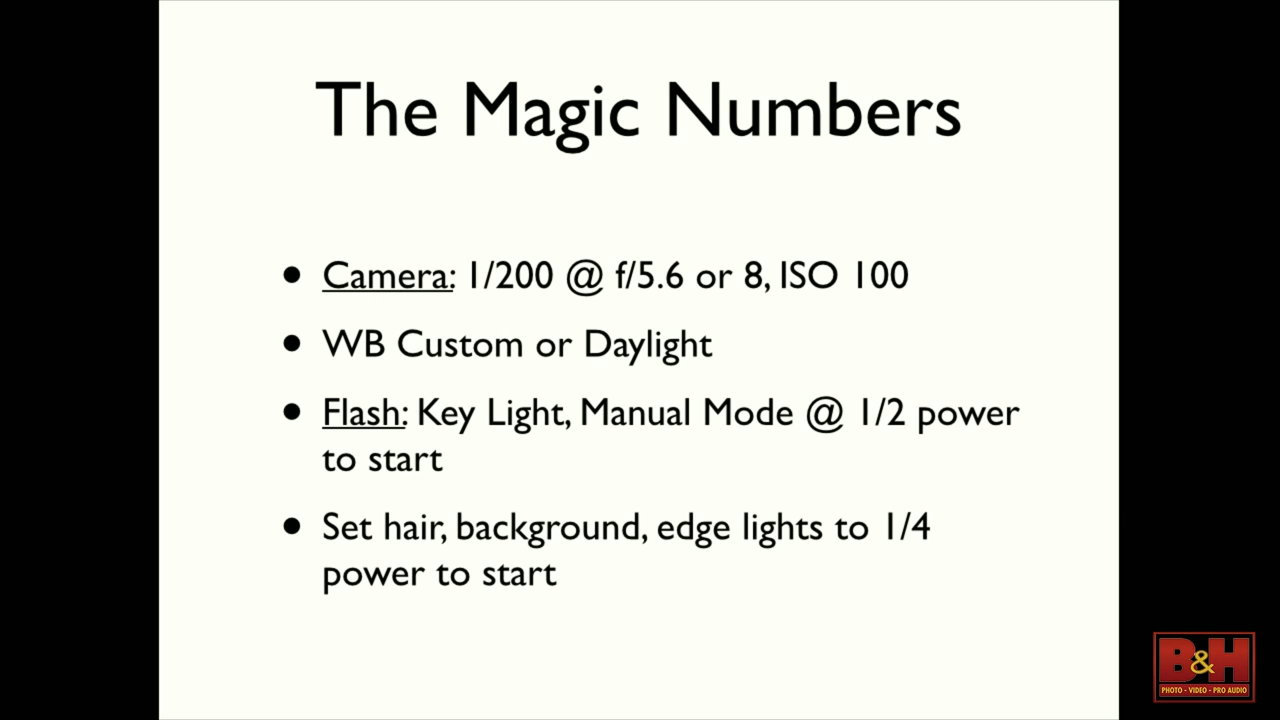 The Magic Numbers
• Camera: 1/200 @ f/5.6 or 8, ISO 100
• WB Custom or Daylight
• Flash: Key Light, Manual Mode @ 1/2 power
to start
• Set hair, background, edge lights to 1/4
power to start
B&H
PHOTO - VIDEO - PRO AUDIO